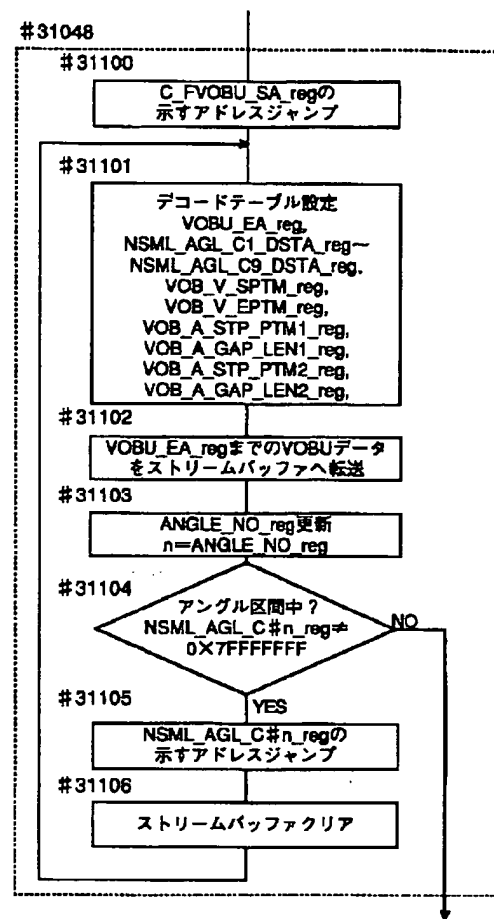 #31048
#31100
C_FVOBU_SA_regの
示すアドレスジャンプ
#31101
デコードテーブル設定
VOBU_EA_reg,
NSML_AGL_C1_DSTA_reg〜
NSML_AGL_C9_DSTA_reg,
VOB_V_SPTM_reg,
VOB_V_EPTM_reg,
VOB_A_STP_PTM1_reg,
VOB_A_GAP_LEN1_reg,
VOB_A_STP_PTM2_reg,
VOB_A_GAP_LEN2_reg,
#31102
VOBU_EA_regまでのVOBUデータ
をストリームバッファへ転送
#31103
ANGLE_NO_reg更新
n=ANGLE_NO_reg
#31104
アングル区間中?
NSML_AGL_C#n_reg≠
0×7FFFFFFF
NO
YES
#31105
NSML_AGL_C#n_regの
示すアドレスジャンプ
#31106
ストリームバッファクリア